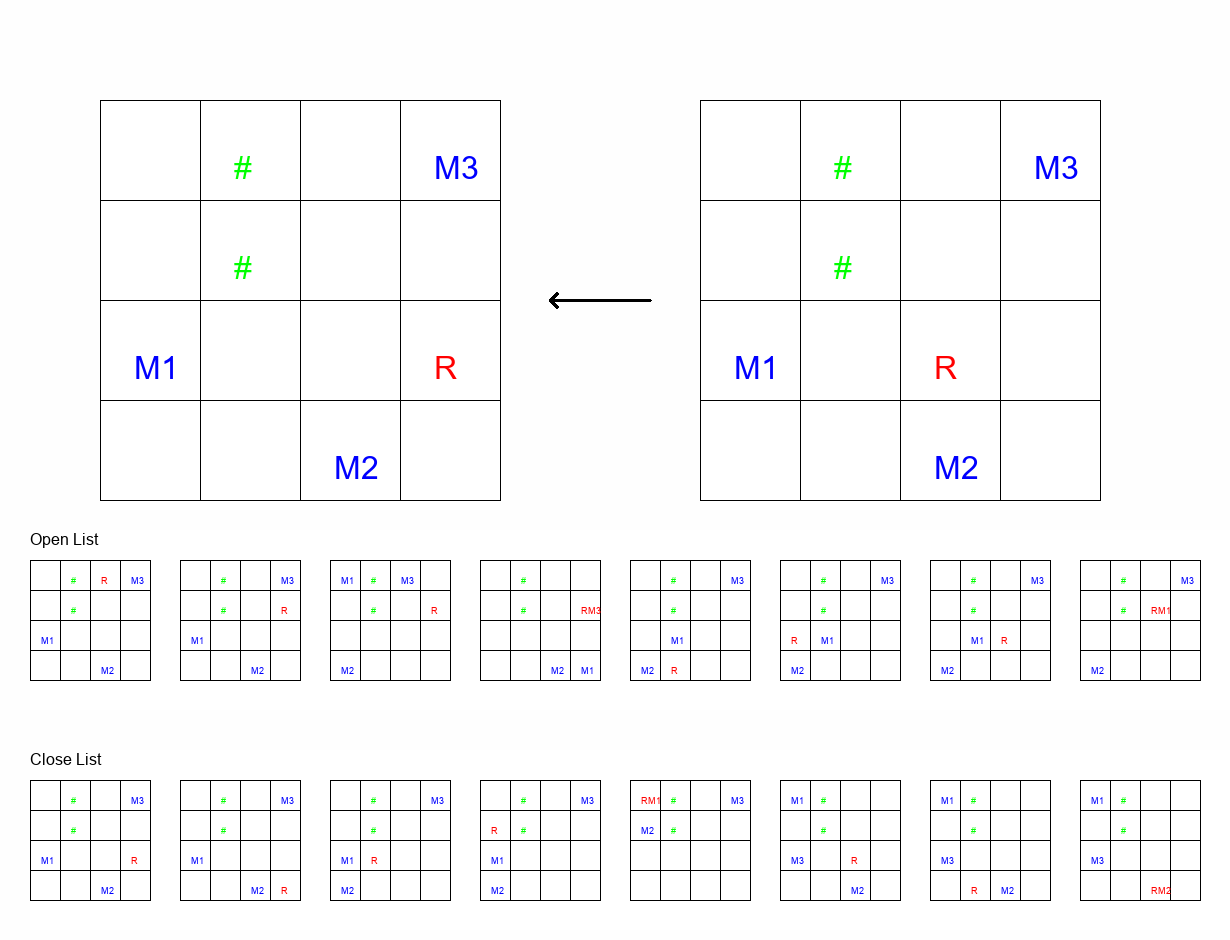 # M3 # M3
# #
M1 R M1 R
M2 M2
Open List
# R M3 # M3 M1 # M3 # # M3 # M3 # M3 # M3
# # R # R # RM3 # # # # RM1
M1 M1 M1 R M1 M1 R
M2 M2 M2 M2 M1 M2 R M2 M2 M2
Close List
# M3 # M3 # M3 # M3 RM1 # M3 M1 # M1 # M1 #
# # # R # M2 # # # #
M1 R M1 M1 R M1 M3 R M3 M3
M2 M2 R M2 M2 M2 R M2 RM2